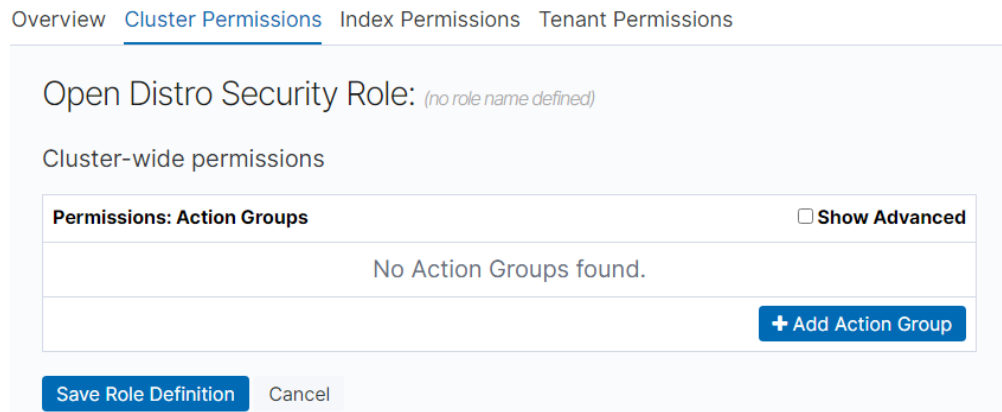 Overview Cluster Permissions Index Permissions Tenant Permissions
Open Distro Security Role: (no role name defined)
Cluster-wide permissions
Permissions: Action Groups Show Advanced
No Action Groups found.
+ Add Action Group
Save Role Definition Cancel